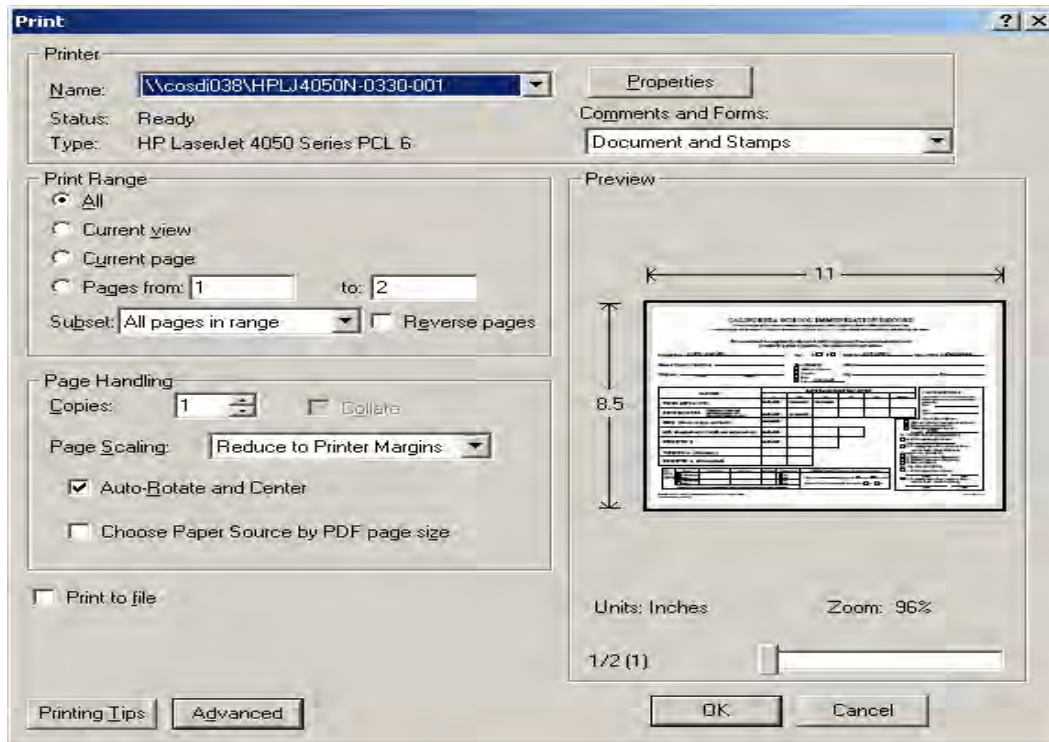 Print
Printer
Name: \\cosdi038\HPLJ4050N-0330-001
Properties
Status: Ready
Comments and Forms:
Type: HP LaserJet 4050 Series PCL 6
Document and Stamps
Print Range
All
Current view
Current page
Pages from: 1 to: 2
Subset: All pages in range Reverse pages
Page Handling
Copies: 1 Collate
Page Scaling: Reduce to Printer Margins
Auto-Rotate and Center
Choose Paper Source by PDF page size
Print to file
Preview
11
8.5
CALIFORNIA SCHOOL IMMUNIZATION RECORD
Units: Inches Zoom: 96%
1/2 (1)
Printing Tips Advanced OK Cancel